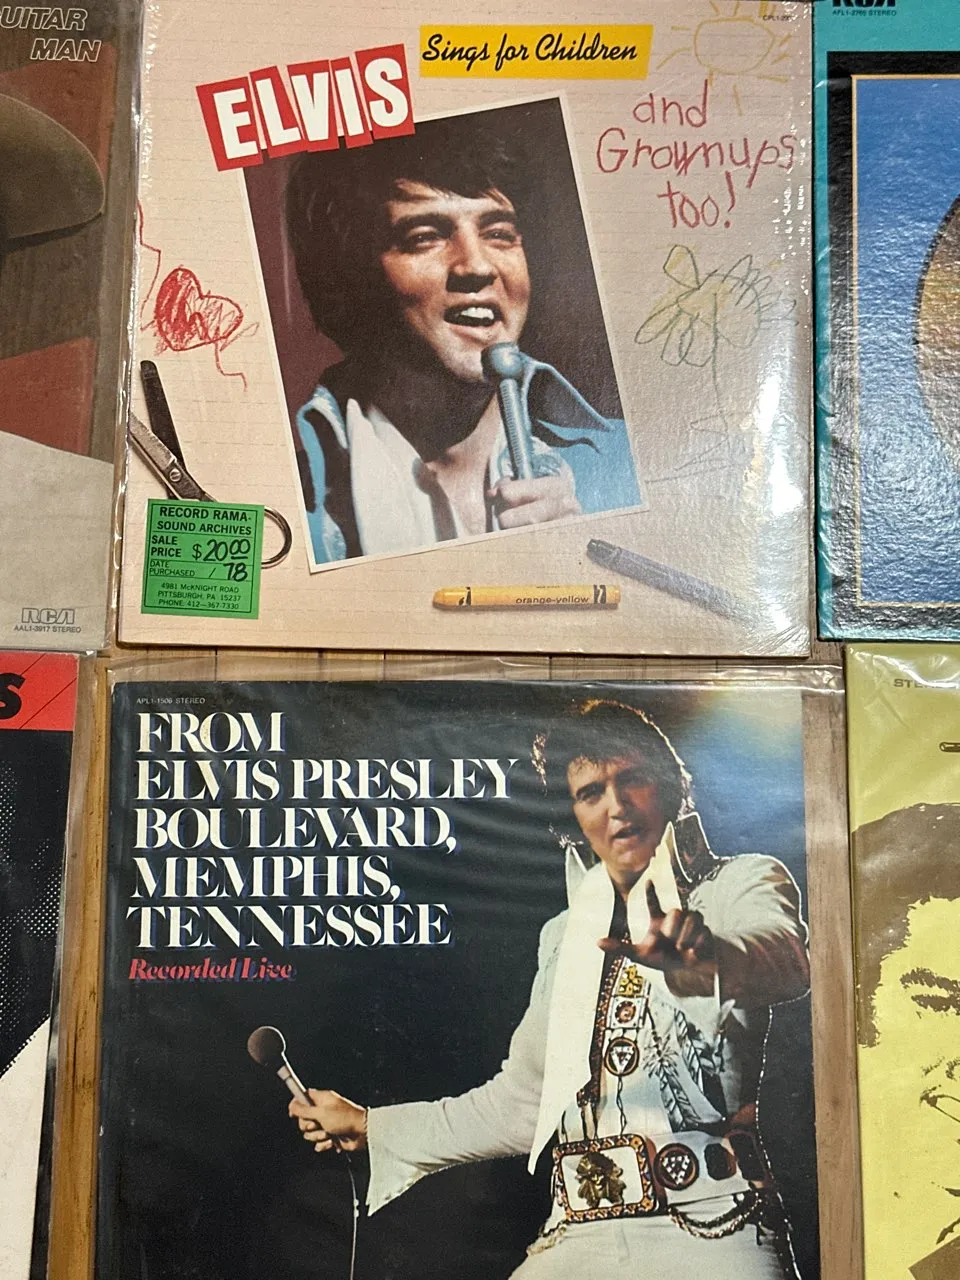 UITAR
MAN
RCA
AAL1-3917 STEREO
ELVIS
Sings for Children
and
Grownups
too!
RECORD RAMA-
SOUND ARCHIVES
SALE
PRICE $20.00
DATE
PURCHASED / 78
4981 McKNIGHT ROAD
PITTSBURGH, PA 15237
PHONE: 412-367-7330
orange-yellow
RCA
S
APL1-1506 STEREO
FROM
ELVIS PRESLEY
BOULEVARD,
MEMPHIS,
TENNESSEE
Recorded Live